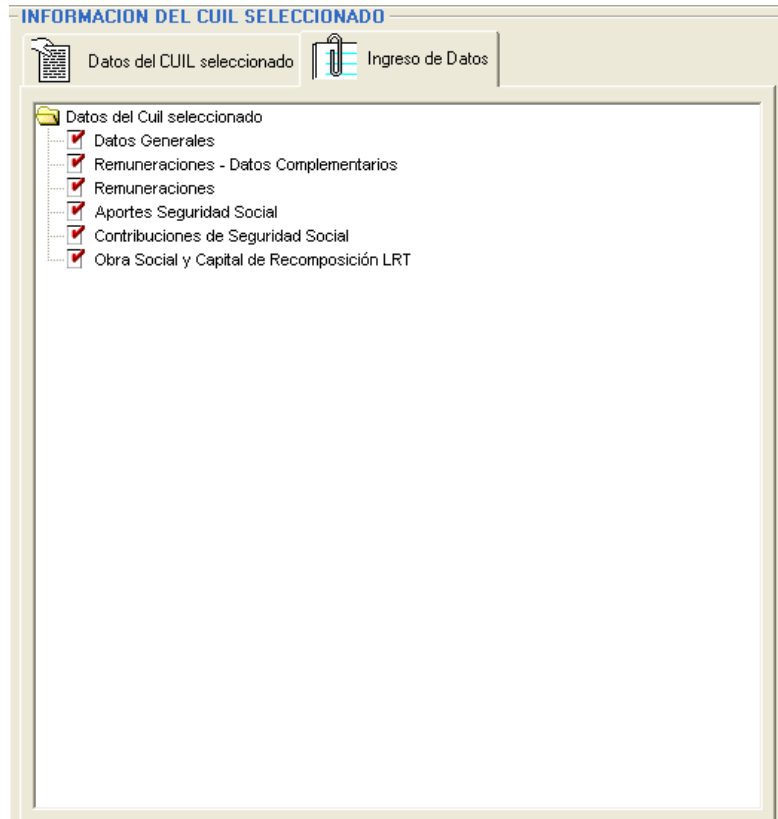 INFORMACION DEL CUIL SELECCIONADO
Datos del CUIL seleccionado
Ingreso de Datos
Datos del Cuil seleccionado
Datos Generales
Remuneraciones - Datos Complementarios
Remuneraciones
Aportes Seguridad Social
Contribuciones de Seguridad Social
Obra Social y Capital de Recomposición LRT